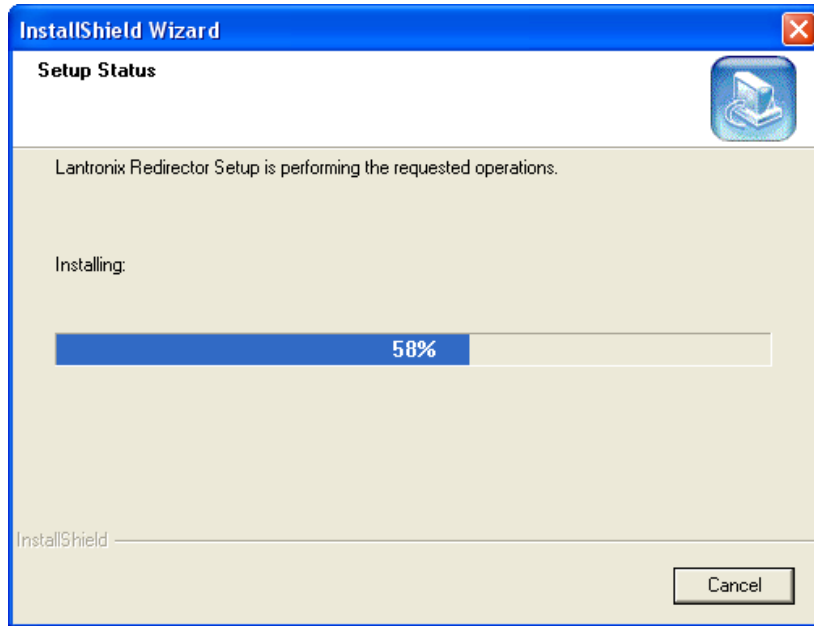 InstallShield Wizard
Setup Status
Lantronix Redirector Setup is performing the requested operations.
Installing:
58%
InstallShield
Cancel